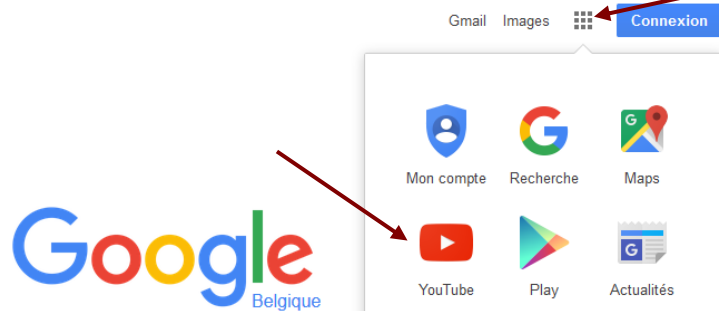 Gmail Images Connexion
Mon compte Recherche Maps
Google
Belgique
YouTube Play Actualités